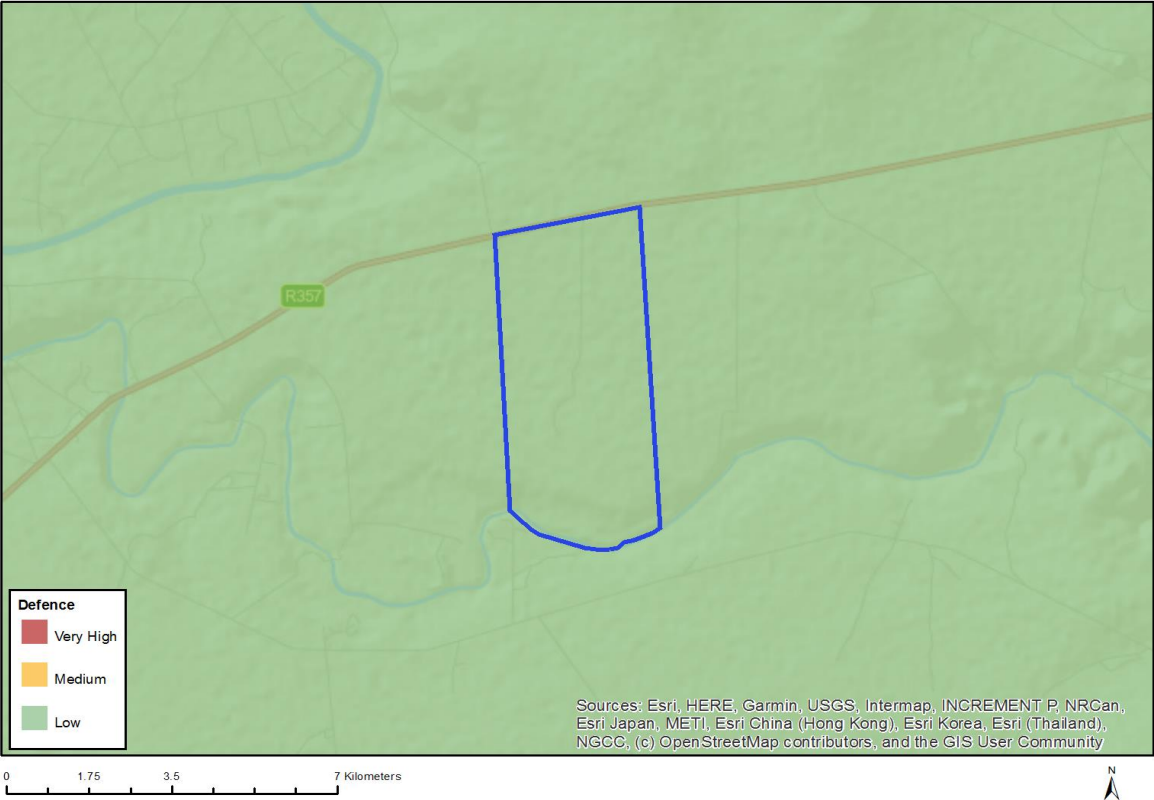 R357
Defence
Very High
Medium
Low
Sources: Esri, HERE, Garmin, USGS, Intermap, INCREMENT P, NRCan,
Esri Japan, METI, Esri China (Hong Kong), Esri Korea, Esri (Thailand),
NGCC, (c) OpenStreetMap contributors, and the GIS User Community
0 1.75 3.5 7 Kilometers
N